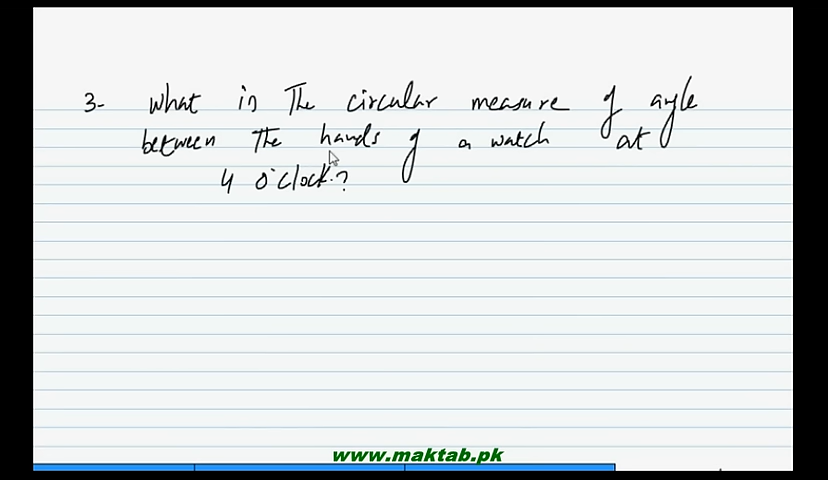 3- What is The circular measure of angle
between The hands of a watch at
4 O'clock?
www.maktab.pk